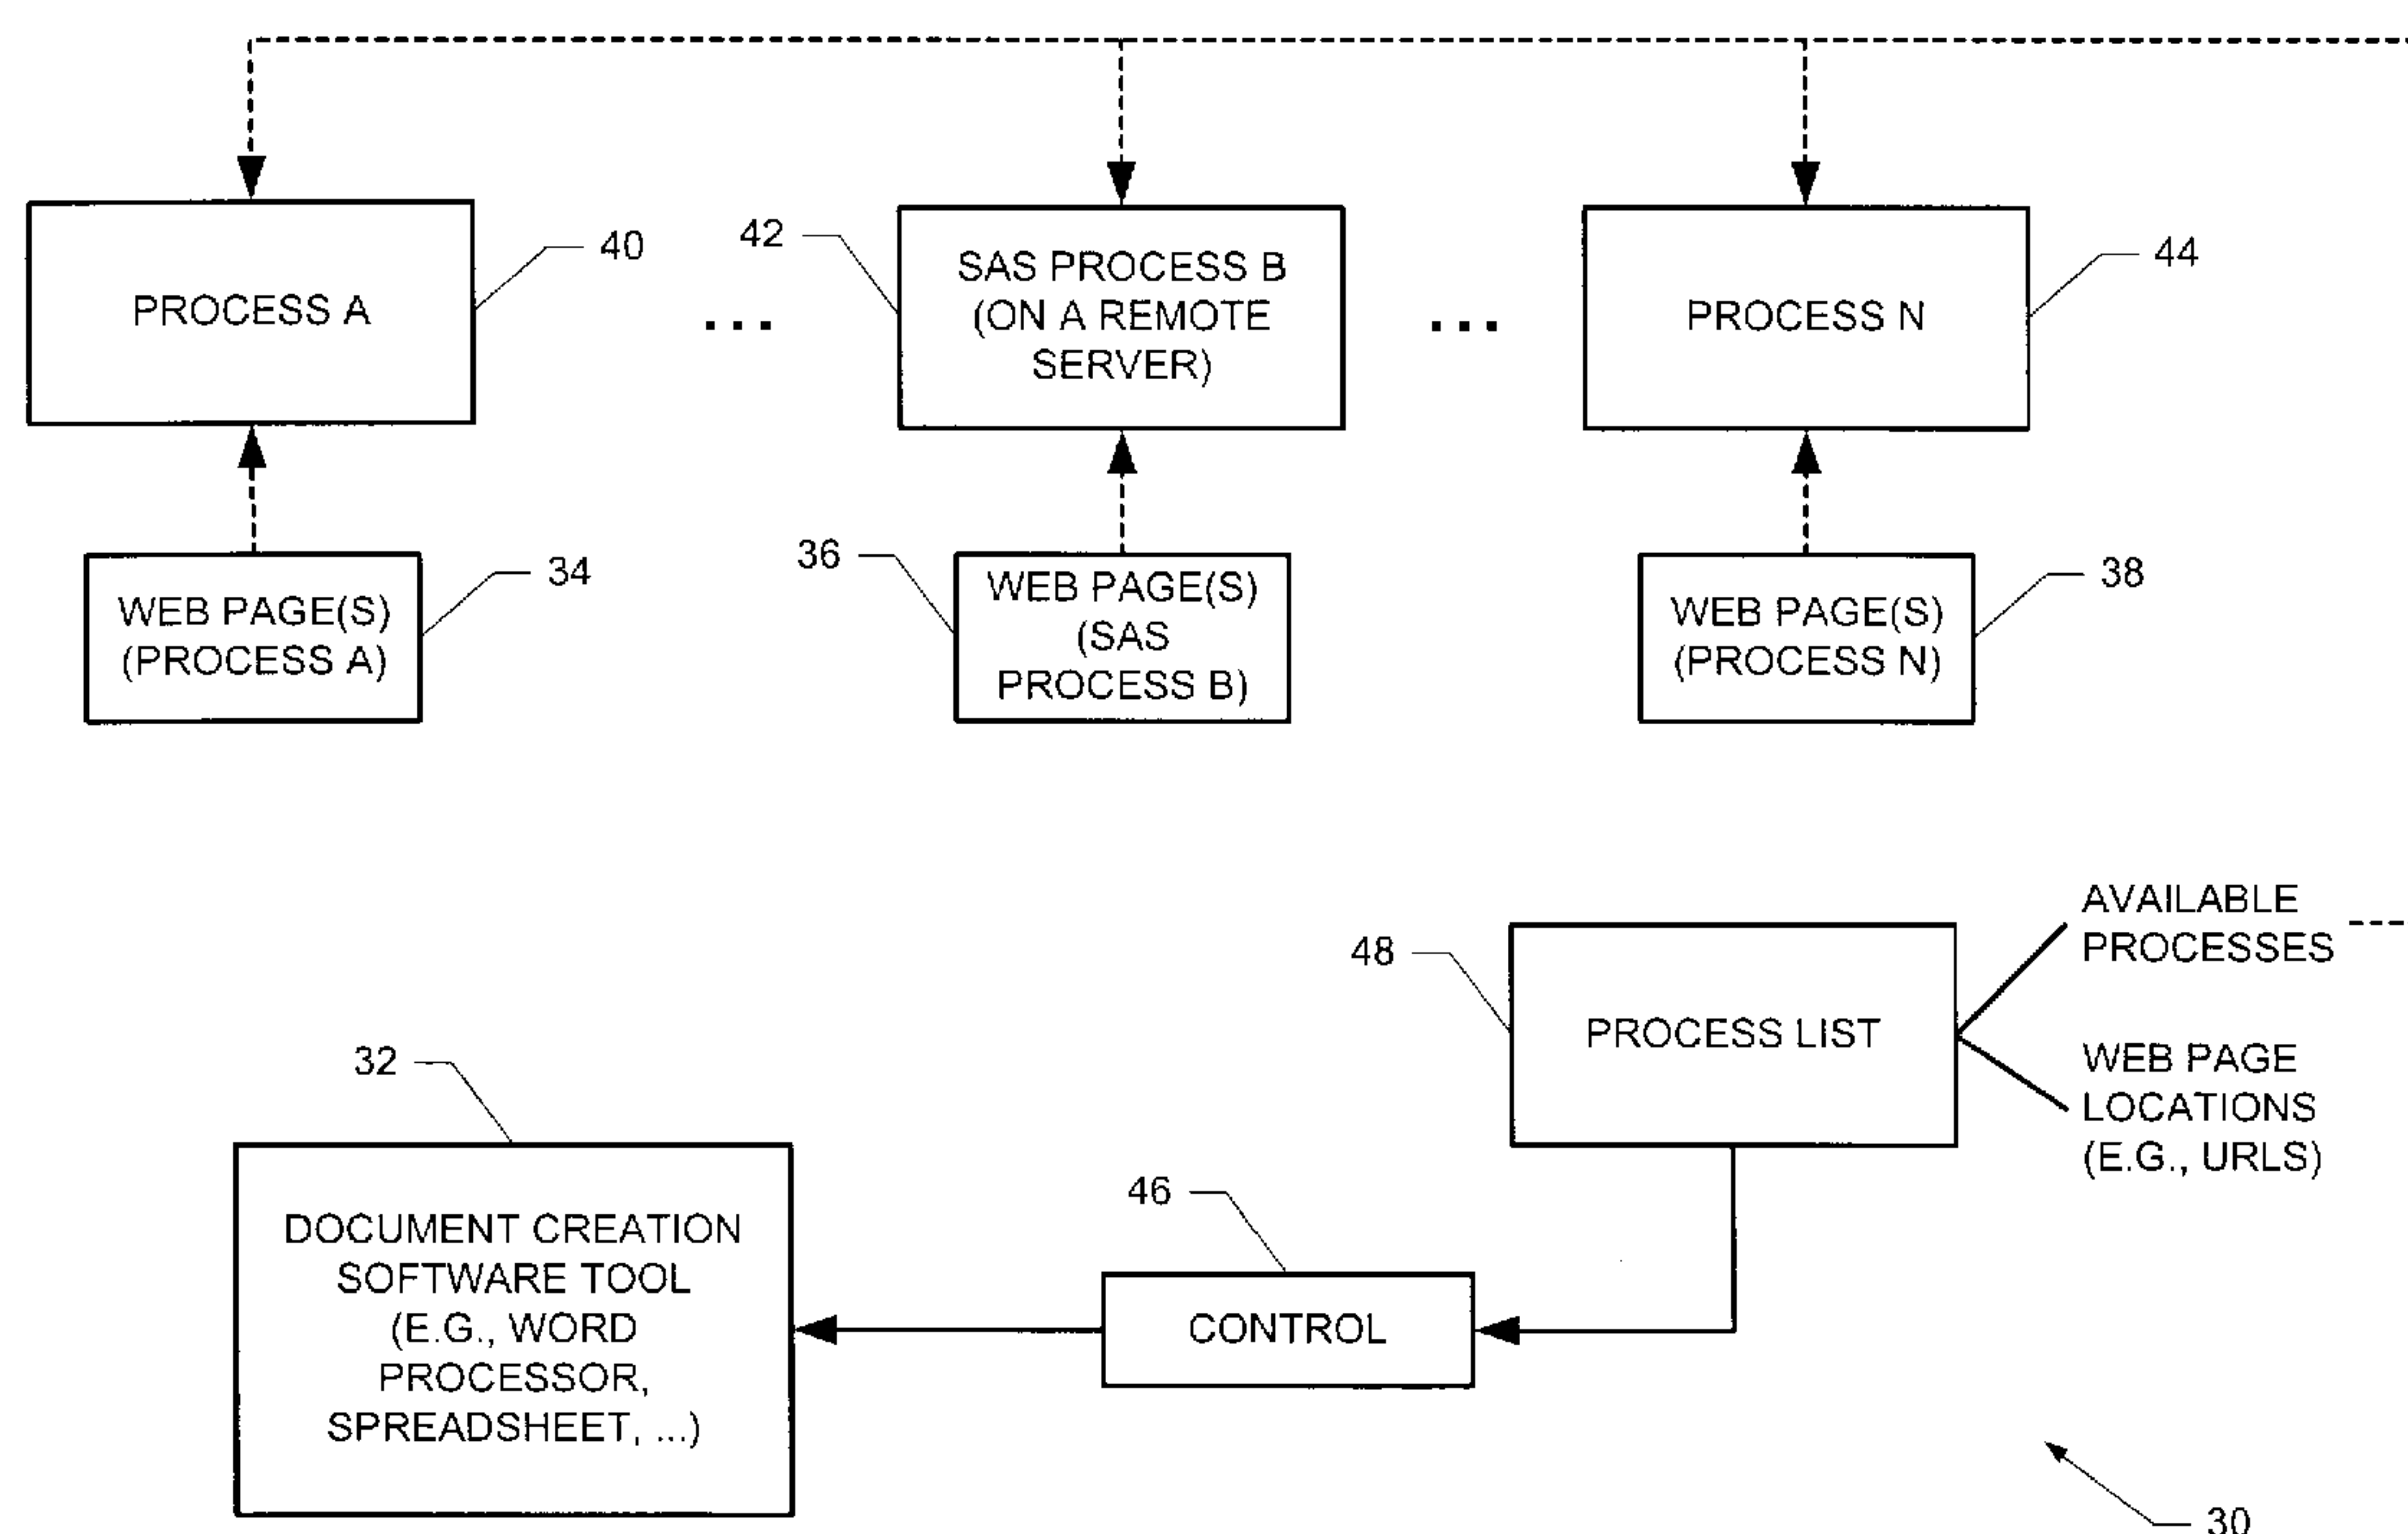 PROCESS A
40
...
42
SAS PROCESS B
(ON A REMOTE
SERVER)
...
PROCESS N
44
WEB PAGE(S)
(PROCESS A)
34
36
WEB PAGE(S)
(SAS
PROCESS B)
WEB PAGE(S)
(PROCESS N)
38
48
PROCESS LIST
AVAILABLE
PROCESSES
WEB PAGE
LOCATIONS
(E.G., URLS)
32
DOCUMENT CREATION
SOFTWARE TOOL
(E.G., WORD
PROCESSOR,
SPREADSHEET, ...)
46
CONTROL
30